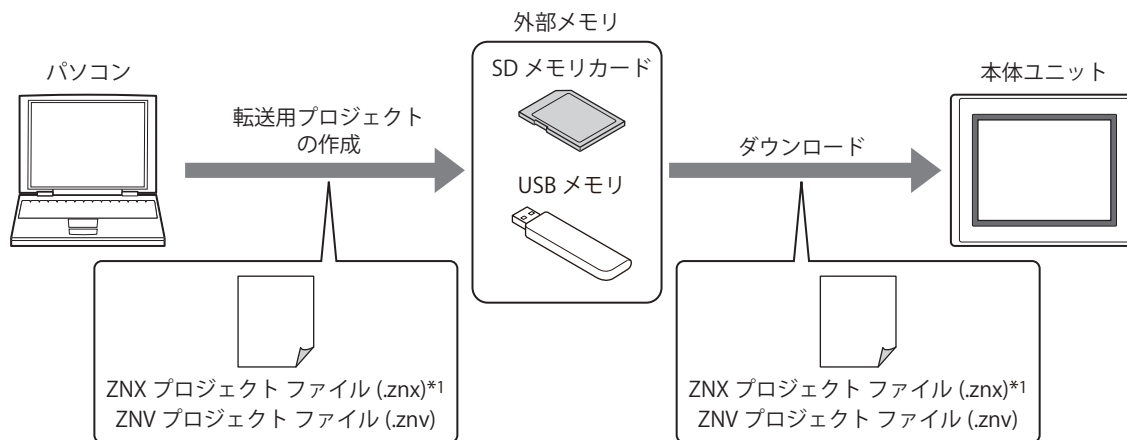 外部メモリ
パソコン
SD メモリカード
本体ユニット
転送用プロジェクト
の作成
ダウンロード
USB メモリ
ZNX プロジェクト ファイル (.znx)*1
ZNV プロジェクト ファイル (.znv)
ZNX プロジェクト ファイル (.znx)*1
ZNV プロジェクト ファイル (.znv)